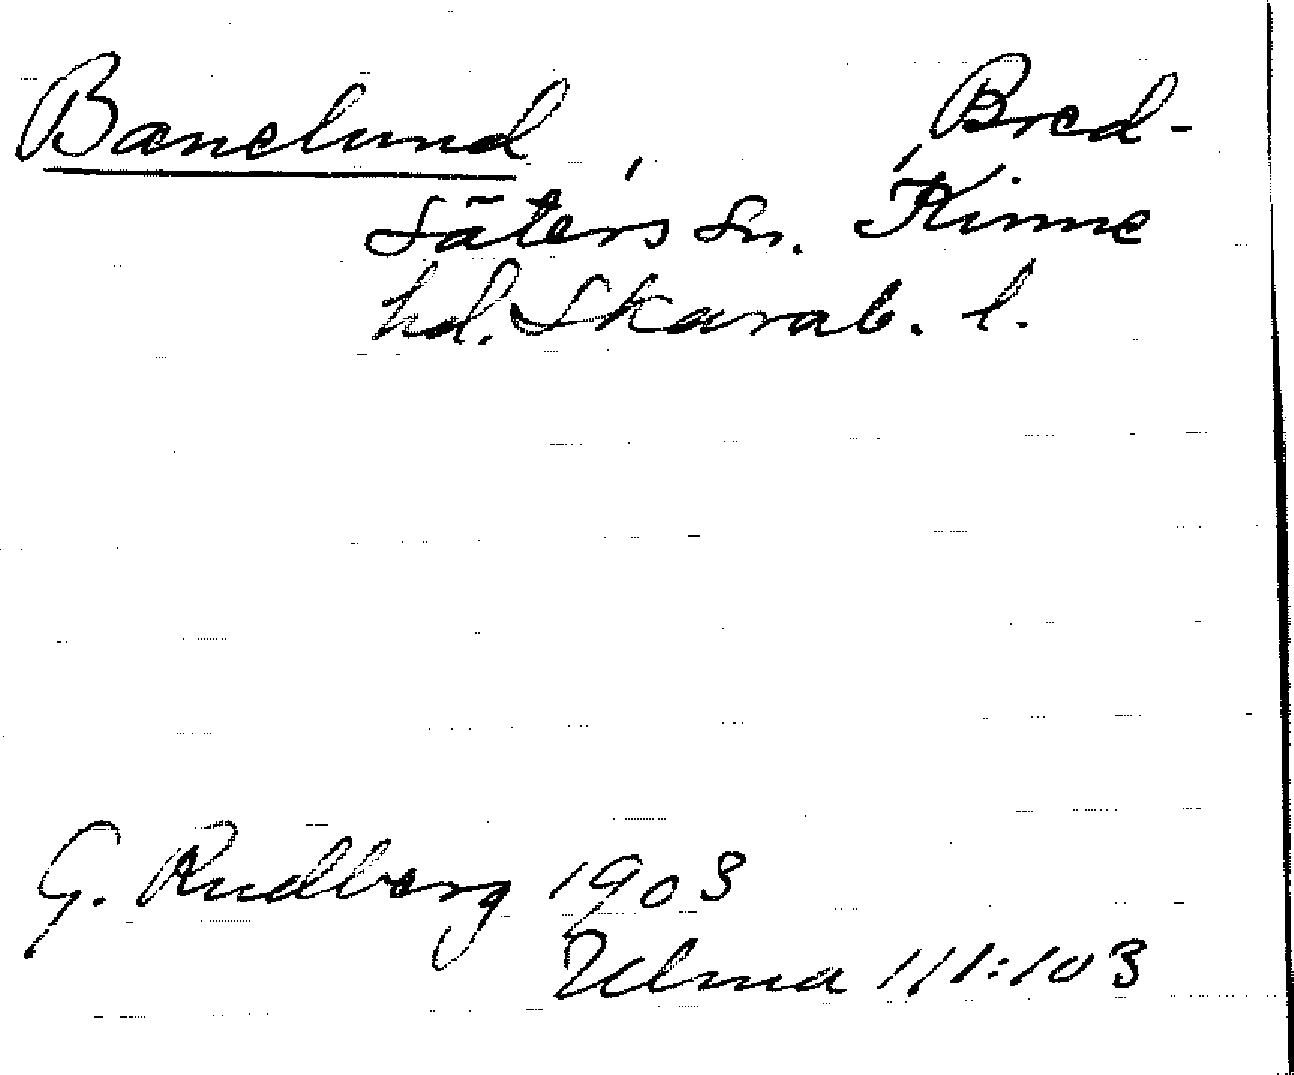 Banelund, Bred-
säters sn. Kinne
hd. Skarab. l.
G. Rudberg 1903
Ulma 111:103